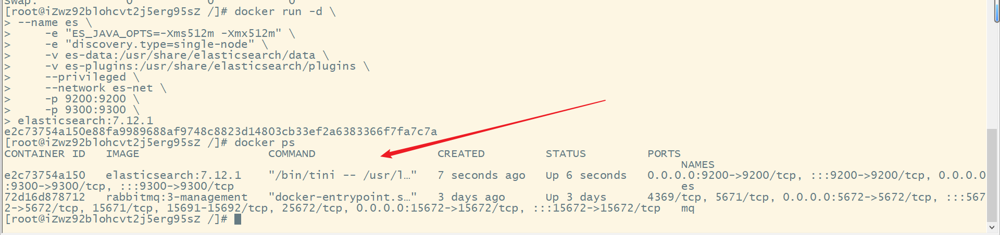 Swap: 0 0 0
[root@iZwz92blohcvt2j5erg95sZ /]# docker run -d \
> --name es \
> -e "ES_JAVA_OPTS=-Xms512m -Xmx512m" \
> -e "discovery.type=single-node" \
> -v es-data:/usr/share/elasticsearch/data \
> -v es-plugins:/usr/share/elasticsearch/plugins \
> --privileged \
> --network es-net \
> -p 9200:9200 \
> -p 9300:9300 \
> elasticsearch:7.12.1
e2c73754a150e88fa9989688af9748c8823d14803cb33ef2a6383366f7fa7c7a
[root@iZwz92blohcvt2j5erg95sZ /]# docker ps
CONTAINER ID IMAGE COMMAND CREATED STATUS PORTS
NAMES
e2c73754a150 elasticsearch:7.12.1 "/bin/tini -- /usr/l…" 7 seconds ago Up 6 seconds 0.0.0.0:9200->9200/tcp, :::9200->9200/tcp, 0.0.0.0
:9300->9300/tcp, :::9300->9300/tcp es
72d16d878712 rabbitmq:3-management "docker-entrypoint.s…" 3 days ago Up 3 days 4369/tcp, 5671/tcp, 0.0.0.0:5672->5672/tcp, :::567
2->5672/tcp, 15671/tcp, 15691-15692/tcp, 25672/tcp, 0.0.0.0:15672->15672/tcp, :::15672->15672/tcp mq
[root@iZwz92blohcvt2j5erg95sZ /]#